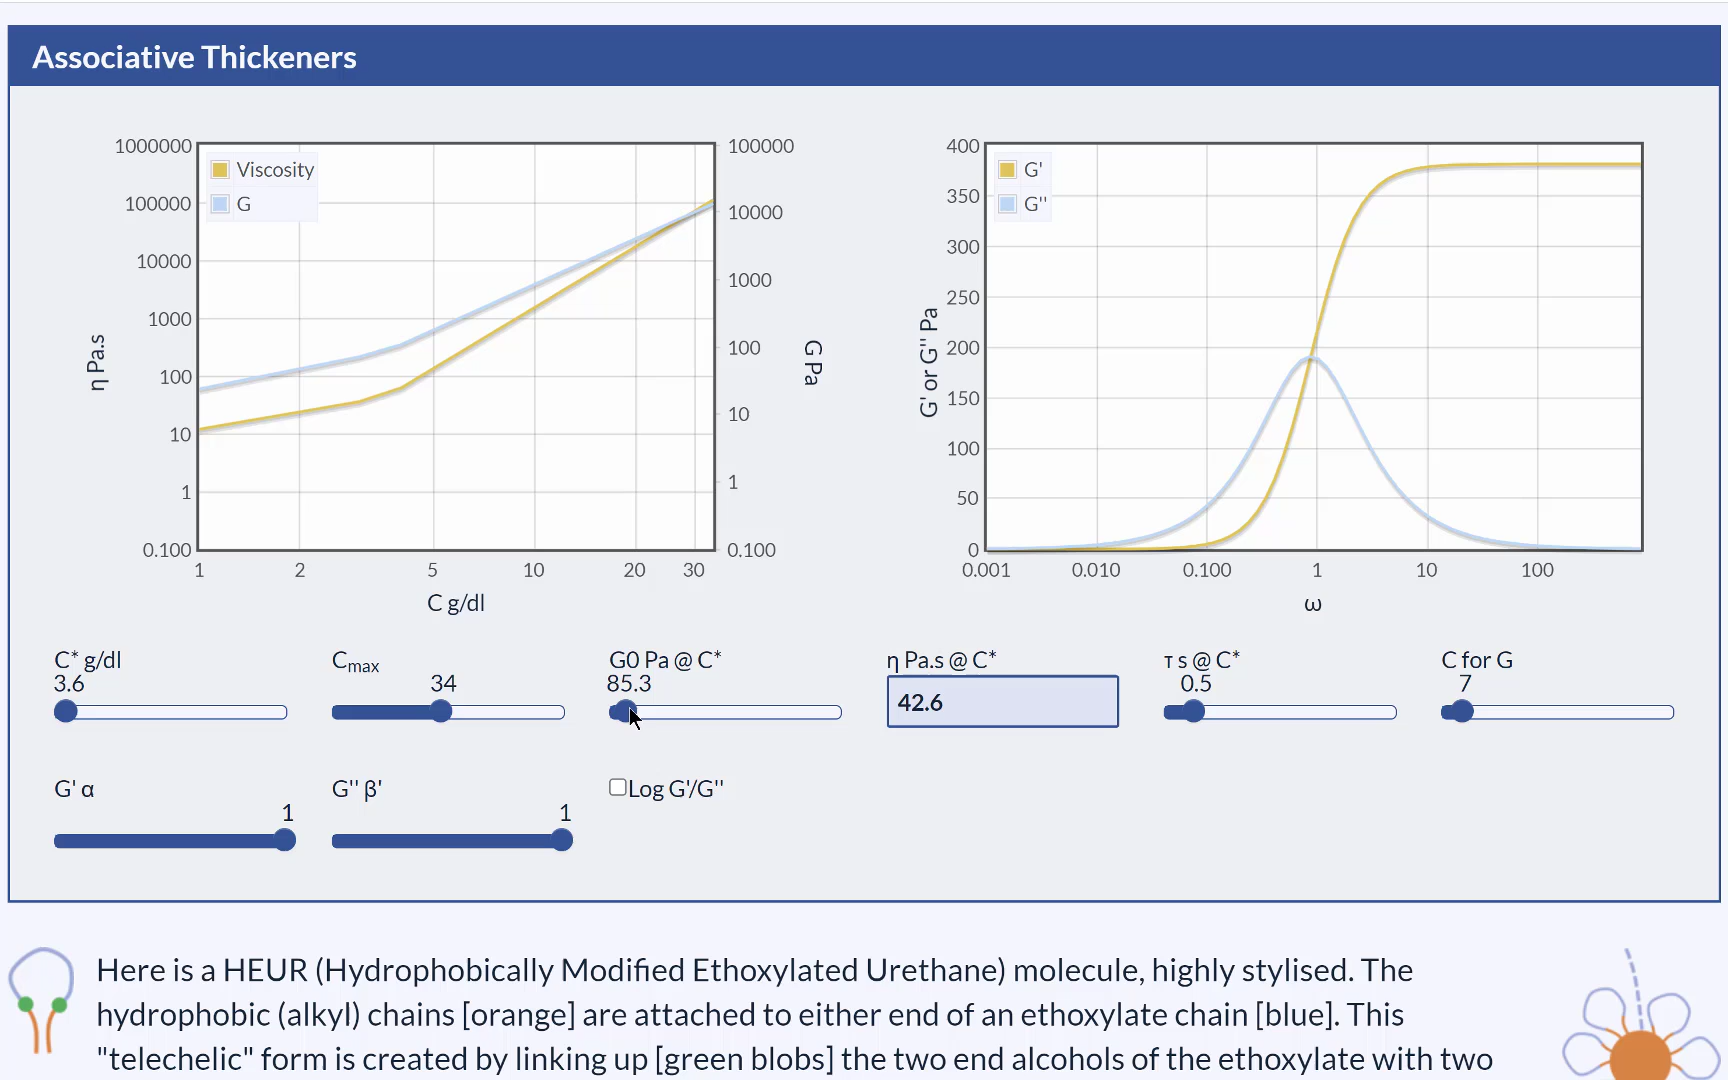 Associative Thickeners
1000000
100000
10000
1000
100
10
1
0.100
η Pa.s
Viscosity
G
100000
10000
1000
100
10
1
0.100
G Pa
1 2 5 10 20 30
C g/dl
400
350
300
250
200
150
100
50
0
G' or G'' Pa
G'
G''
0.001 0.010 0.100 1 10 100
ω
C* g/dl
3.6
Cmax
34
G0 Pa @ C*
85.3
η Pa.s @ C*
42.6
τ s @ C*
0.5
C for G
7
G' α
1
G'' β'
1
Log G'/G''
Here is a HEUR (Hydrophobically Modified Ethoxylated Urethane) molecule, highly stylised. The
hydrophobic (alkyl) chains [orange] are attached to either end of an ethoxylate chain [blue]. This
"telechelic" form is created by linking up [green blobs] the two end alcohols of the ethoxylate with two